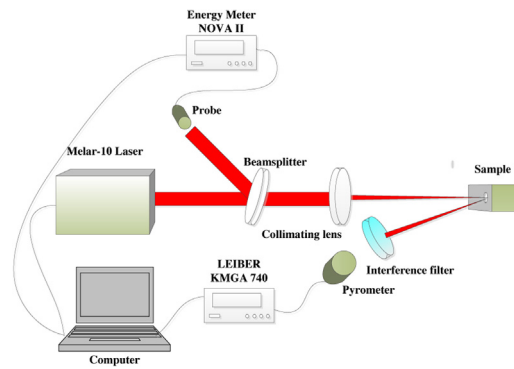 Energy Meter
NOVA II
Probe
Melar-10 Laser
Beamsplitter
Sample
Collimating lens
Interference filter
LEIBER
KMGA 740
Pyrometer
Computer